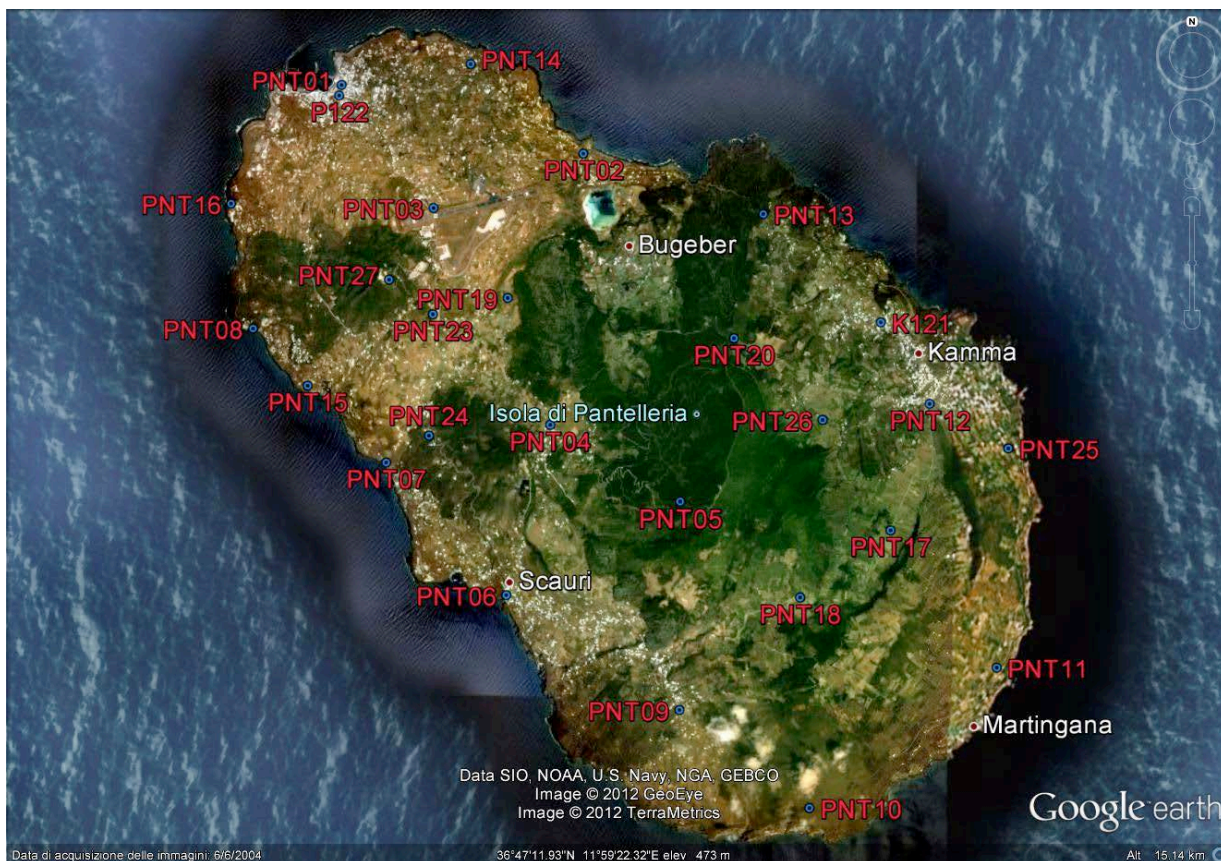 N
PNT14
PNT01
P122
PNT02
PNT16
PNT03
PNT13
Bugeber
PNT27
PNT19
PNT08
PNT23
K121
PNT20
Kamma
PNT15
PNT24
Isola di Pantelleria
PNT04
PNT26
PNT12
PNT25
PNT07
PNT05
PNT17
Scauri
PNT06
PNT18
PNT11
PNT09
Martingana
Data SIO, NOAA, U.S. Navy, NGA, GEBCO
Image © 2012 GeoEye
Image © 2012 TerraMetrics
PNT10
Google earth
Data di acquisizione delle immagini: 6/6/2004 36°47'11.93"N 11°59'22.32"E elev 473 m Alt 15.14 km